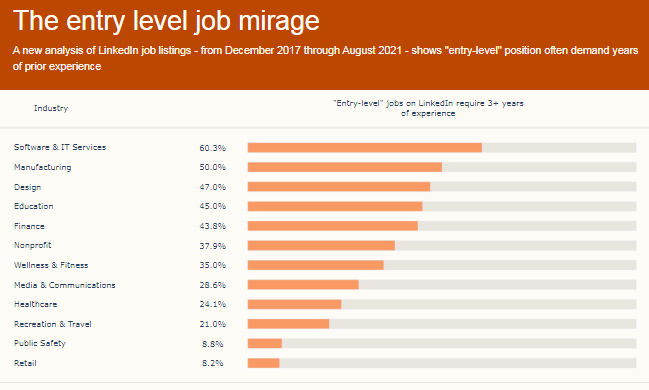 The entry level job mirage
A new analysis of LinkedIn job listings - from December 2017 through August 2021 - shows "entry-level" position often demand years
of prior experience
Industry
"Entry-level" jobs on LinkedIn require 3+ years
of experience
Software & IT Services 60.3%
Manufacturing 50.0%
Design 47.0%
Education 45.0%
Finance 43.8%
Nonprofit 37.9%
Wellness & Fitness 35.0%
Media & Communications 28.6%
Healthcare 24.1%
Recreation & Travel 21.0%
Public Safety 8.8%
Retail 8.2%